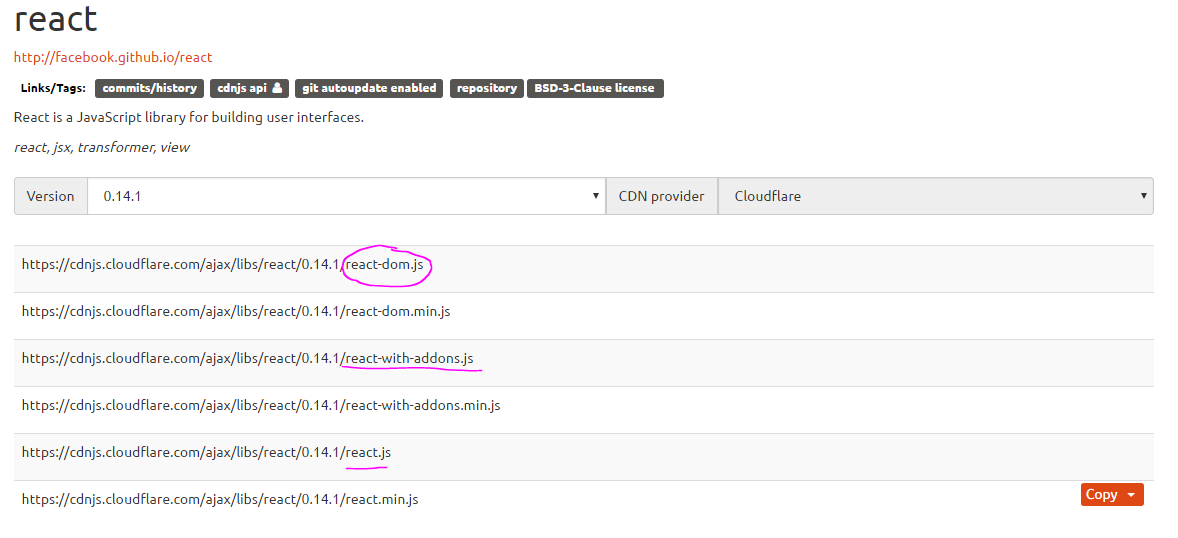 react
http://facebook.github.io/react
Links/Tags: commits/history cdnjs api git autoupdate enabled repository BSD-3-Clause license
React is a JavaScript library for building user interfaces.
react, jsx, transformer, view
Version 0.14.1 CDN provider Cloudflare
https://cdnjs.cloudflare.com/ajax/libs/react/0.14.1/react-dom.js
https://cdnjs.cloudflare.com/ajax/libs/react/0.14.1/react-dom.min.js
https://cdnjs.cloudflare.com/ajax/libs/react/0.14.1/react-with-addons.js
https://cdnjs.cloudflare.com/ajax/libs/react/0.14.1/react-with-addons.min.js
https://cdnjs.cloudflare.com/ajax/libs/react/0.14.1/react.js
https://cdnjs.cloudflare.com/ajax/libs/react/0.14.1/react.min.js Copy